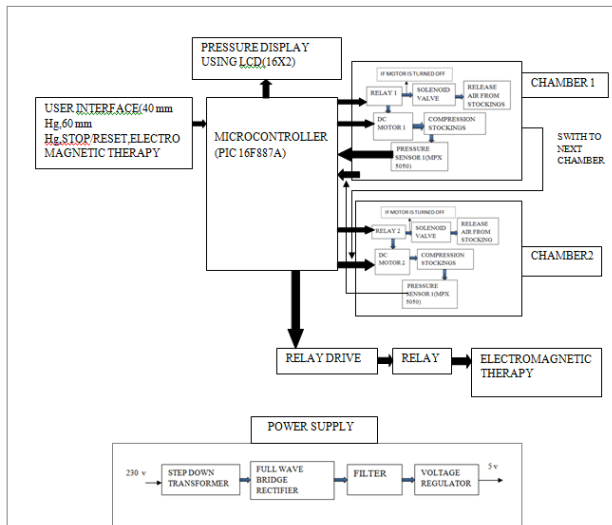 PRESSURE DISPLAY
USING LCD(16X2)
USER INTERFACE(40 mm
Hg,60 mm
Hg,STOP/RESET,ELECTRO
MAGNETIC THERAPY
MICROCONTROLLER
(PIC 16F887A)
IF MOTOR IS TURNED OFF
RELAY 1
SOLENOID
VALVE
RELEASE
AIR FROM
STOCKINGS
DC
MOTOR 1
COMPRESSION
STOCKINGS
PRESSURE
SENSOR 1(MPX
5050)
CHAMBER 1
SWITH TO
NEXT
CHAMBER
IF MOTOR IS TURNED OFF
RELAY 2
SOLENOID
VALVE
RELEASE
AIR FROM
STOCKING
DC
MOTOR 2
COMPRESSION
STOCKINGS
PRESSURE
SENSOR 1(MPX
5050)
CHAMBER2
RELAY DRIVE
RELAY
ELECTROMAGNETIC
THERAPY
POWER SUPPLY
230 v
STEP DOWN
TRANSFORMER
FULL WAVE
BRIDGE
RECTIFIER
FILTER
VOLTAGE
REGULATOR
5 v